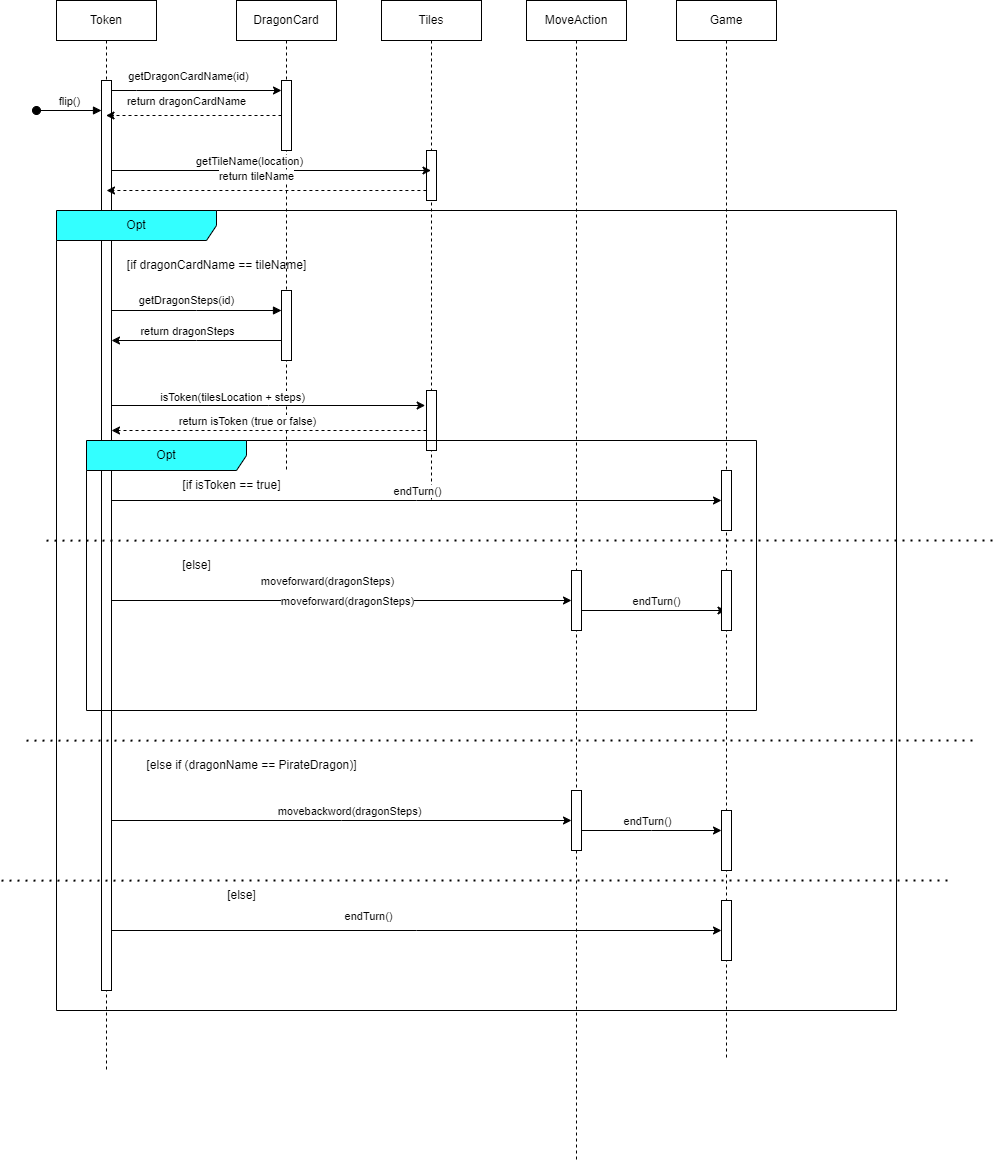 Token
DragonCard
Tiles
MoveAction
Game
getDragonCardName(id)
flip()
return dragonCardName
getTileName(location)
return tileName
Opt
[if dragonCardName == tileName]
getDragonSteps(id)
return dragonSteps
isToken(tilesLocation + steps)
return isToken (true or false)
Opt
[if isToken == true]
endTurn()
[else]
moveforward(dragonSteps)
moveforward(dragonSteps)
endTurn()
[else if (dragonName == PirateDragon)]
movebackword(dragonSteps)
endTurn()
[else]
endTurn()